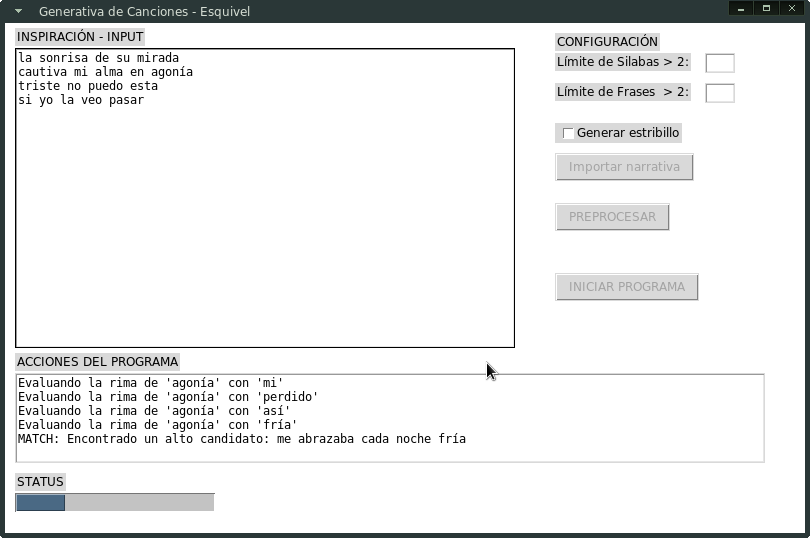 Generativa de Canciones - Esquivel
INSPIRACIÓN - INPUT
la sonrisa de su mirada
cautiva mi alma en agonía
triste no puedo esta
si yo la veo pasar
CONFIGURACIÓN
Límite de Silabas > 2:
Límite de Frases > 2:
Generar estribillo
Importar narrativa
PREPROCESAR
INICIAR PROGRAMA
ACCIONES DEL PROGRAMA
Evaluando la rima de 'agonía' con 'mi'
Evaluando la rima de 'agonía' con 'perdido'
Evaluando la rima de 'agonía' con 'así'
Evaluando la rima de 'agonía' con 'fría'
MATCH: Encontrado un alto candidato: me abrazaba cada noche fría
STATUS